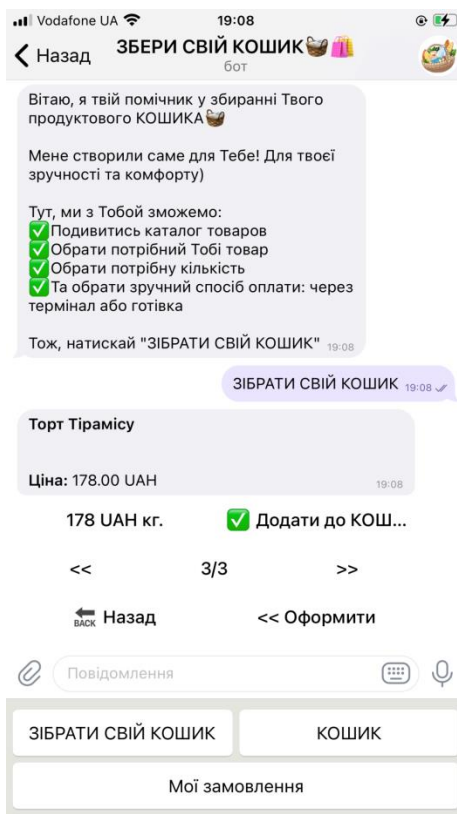 Vodafone UA 19:08
Назад ЗБЕРИ СВІЙ КОШИК🧺🛍️
бот
Вітаю, я твій помічник у збиранні Твого
продуктового КОШИКА🧺
Мене створили саме для Тебе! Для твоєї
зручності та комфорту)
Тут, ми з Тобой зможемо:
✅Подивитись каталог товаров
✅Обрати потрібний Тобі товар
✅Обрати потрібну кількість
✅Та обрати зручний спосіб оплати: через
термінал або готівка
Тож, натискай "ЗІБРАТИ СВІЙ КОШИК" 19:08
ЗІБРАТИ СВІЙ КОШИК 19:08
Торт Тірамісу
Ціна: 178.00 UAH 19:08
178 UAH кг. ✅ Додати до КОШ...
<< 3/3 >>
🔙 Назад << Оформити
Повідомлення
ЗІБРАТИ СВІЙ КОШИК КОШИК
Мої замовлення